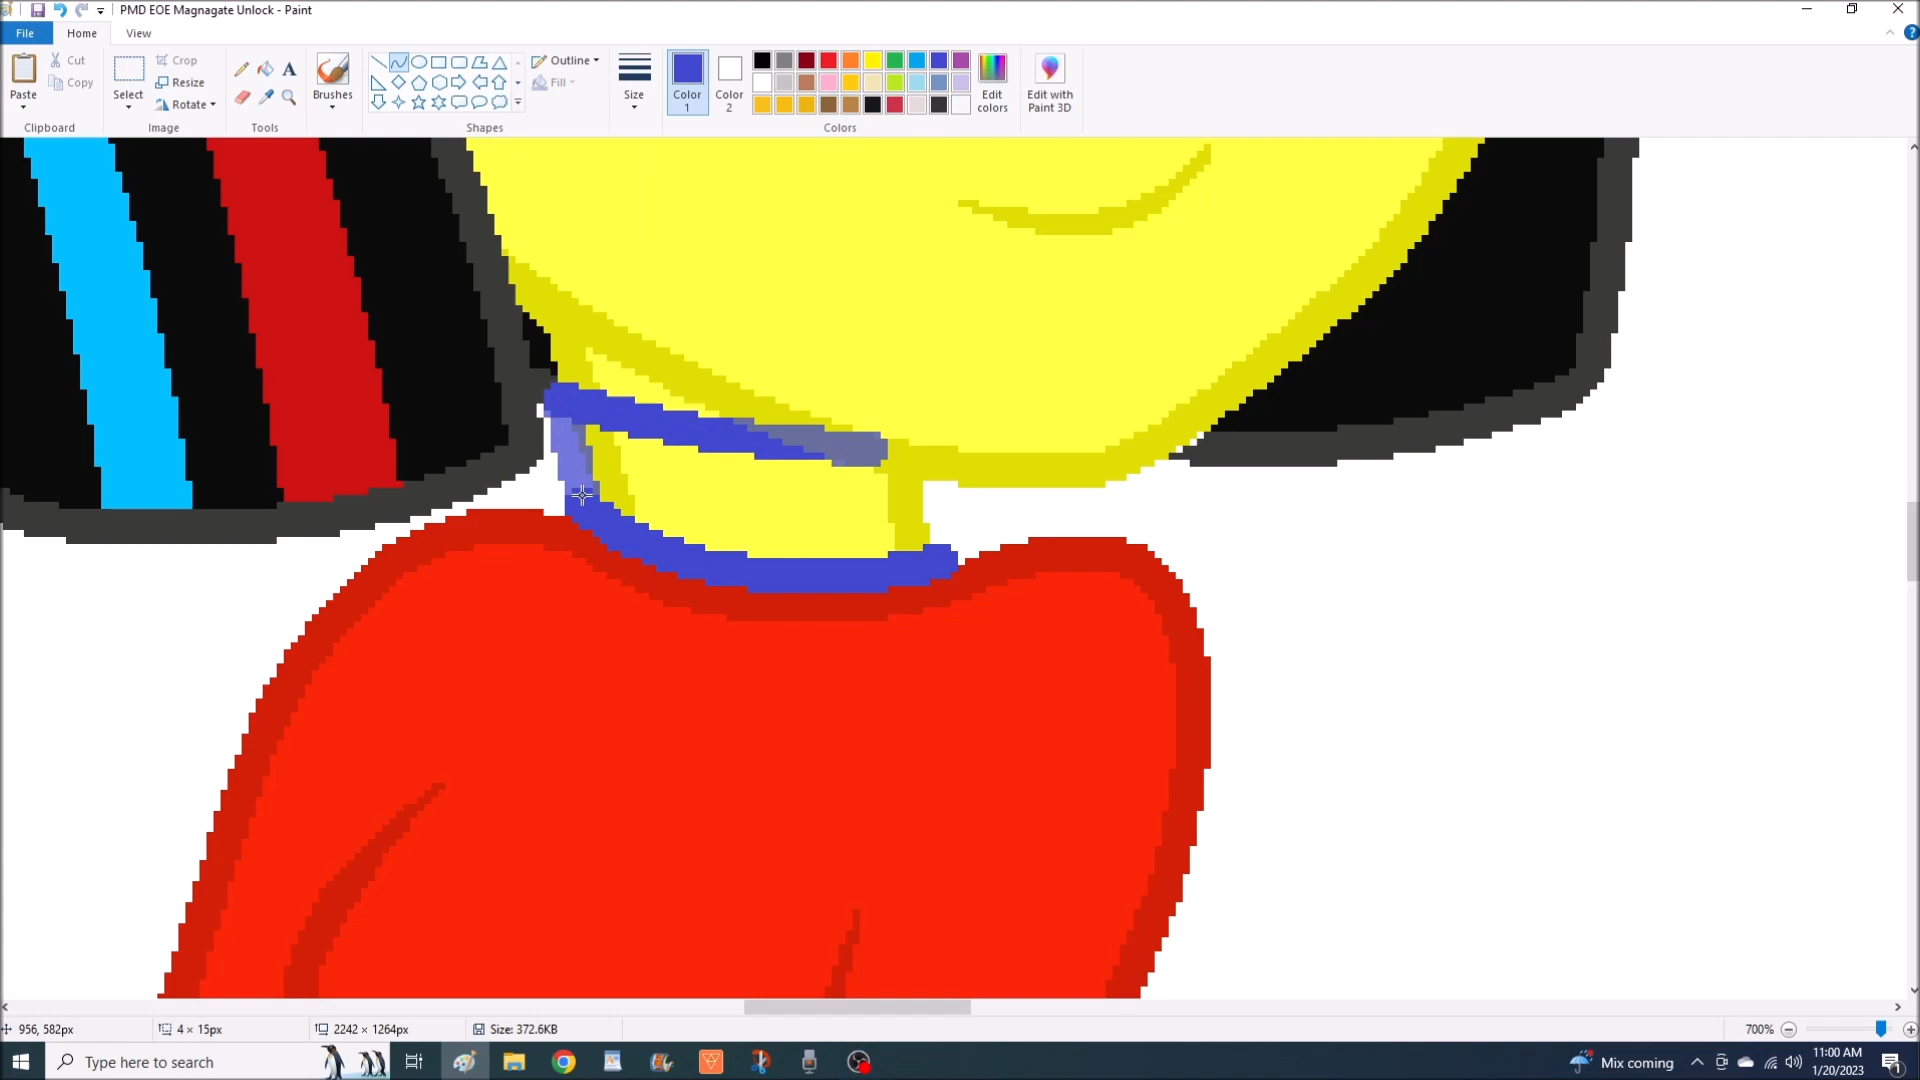 PMD EOE Magnagate Unlock - Paint
File Home View
Paste
Cut
Copy
Clipboard
Select
Crop
Resize
Rotate
Image
A
Tools
Brushes
Shapes
Outline
Fill
Size
Color 1
Color 2
Colors
Edit colors
Edit with Paint 3D
956, 582px
4 × 15px
2242 × 1264px
Size: 372.6KB
700%
Type here to search
Mix coming
11:00 AM
1/20/2023
1